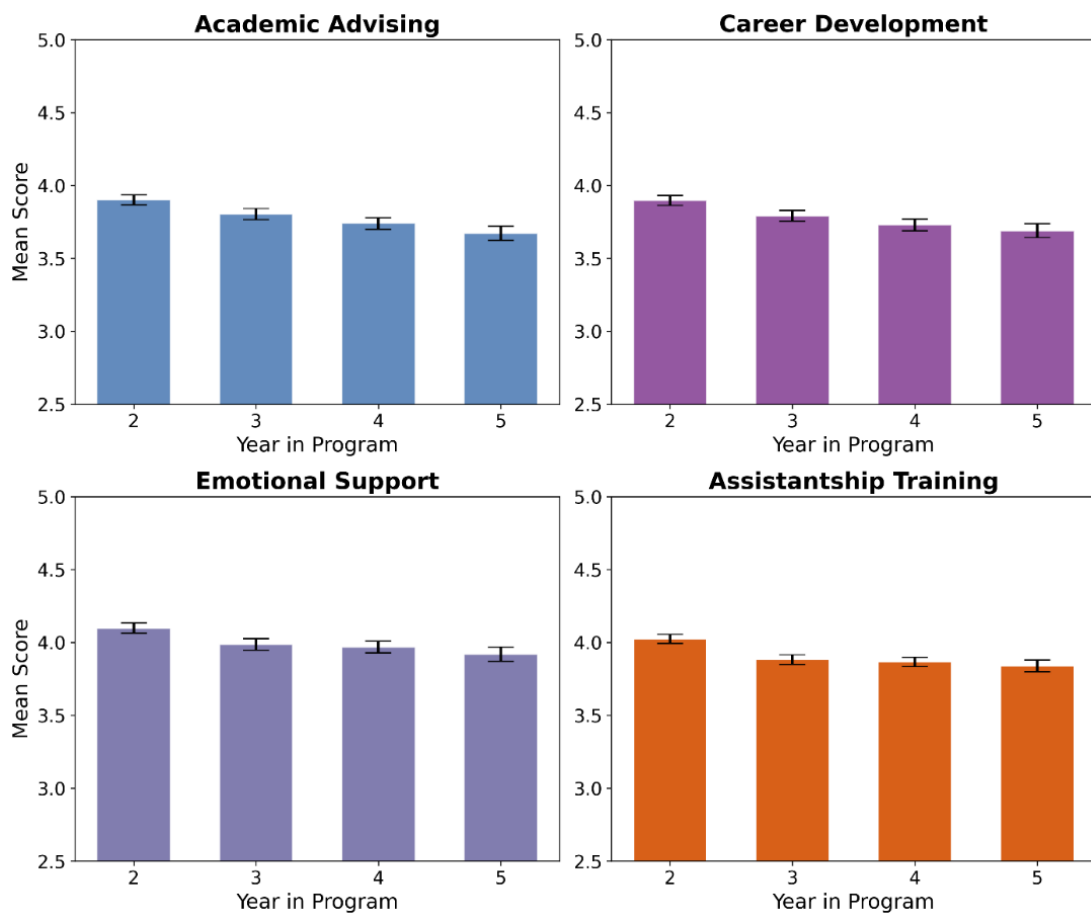 Academic Advising
Career Development
5.0
4.5
4.0
3.5
3.0
2.5
Mean Score
2 3 4 5
Year in Program
5.0
4.5
4.0
3.5
3.0
2.5
2 3 4 5
Year in Program
Emotional Support
Assistantship Training
5.0
4.5
4.0
3.5
3.0
2.5
Mean Score
2 3 4 5
Year in Program
5.0
4.5
4.0
3.5
3.0
2.5
2 3 4 5
Year in Program